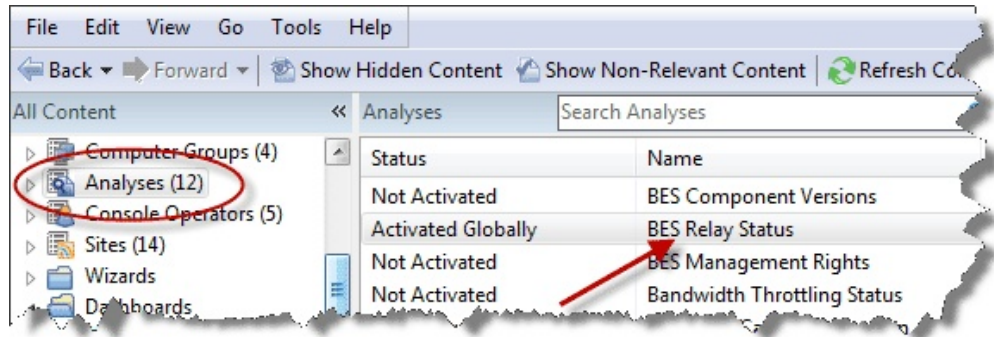 File Edit View Go Tools Help
Back Forward Show Hidden Content Show Non-Relevant Content Refresh
All Content « Analyses Search Analyses
Computer Groups (4)
Analyses (12)
Console Operators (5)
Sites (14)
Wizards
Dashboards
Status Name
Not Activated BES Component Versions
Activated Globally BES Relay Status
Not Activated BES Management Rights
Not Activated Bandwidth Throttling Status